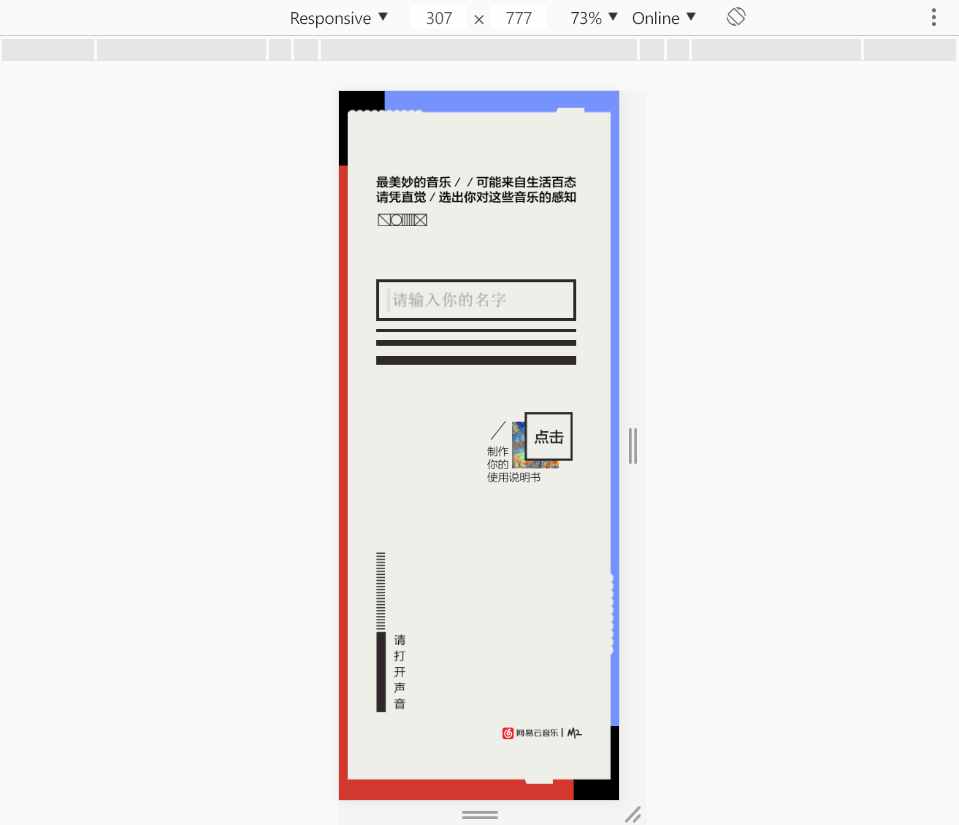 Responsive ▼ 307 × 777 73% ▼ Online ▼
最美妙的音乐 / / 可能来自生活百态
请凭直觉 / 选出你对这些音乐的感知
请输入你的名字
点击
制作
你的
使用说明书
请打开声音
网易云音乐